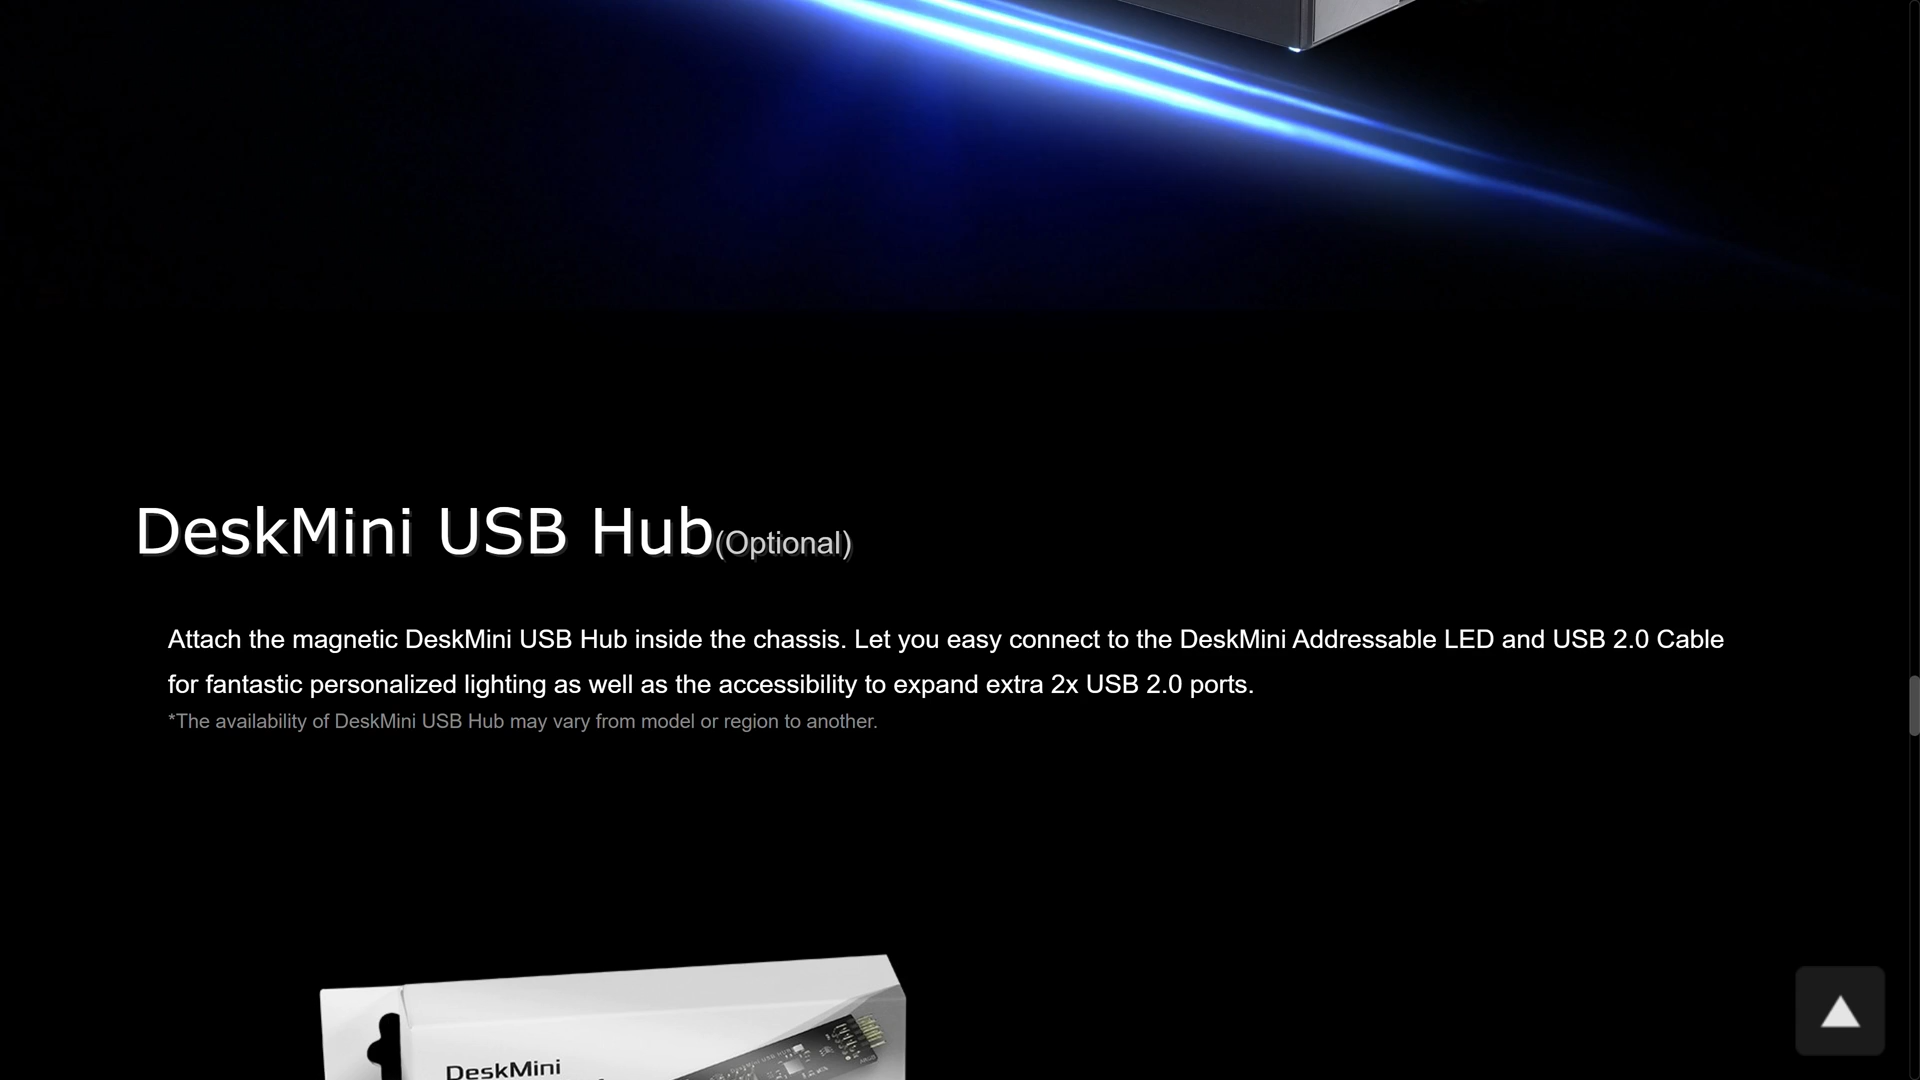 DeskMini USB Hub(Optional)
Attach the magnetic DeskMini USB Hub inside the chassis. Let you easy connect to the DeskMini Addressable LED and USB 2.0 Cable
for fantastic personalized lighting as well as the accessibility to expand extra 2x USB 2.0 ports.
*The availability of DeskMini USB Hub may vary from model or region to another.
DeskMini